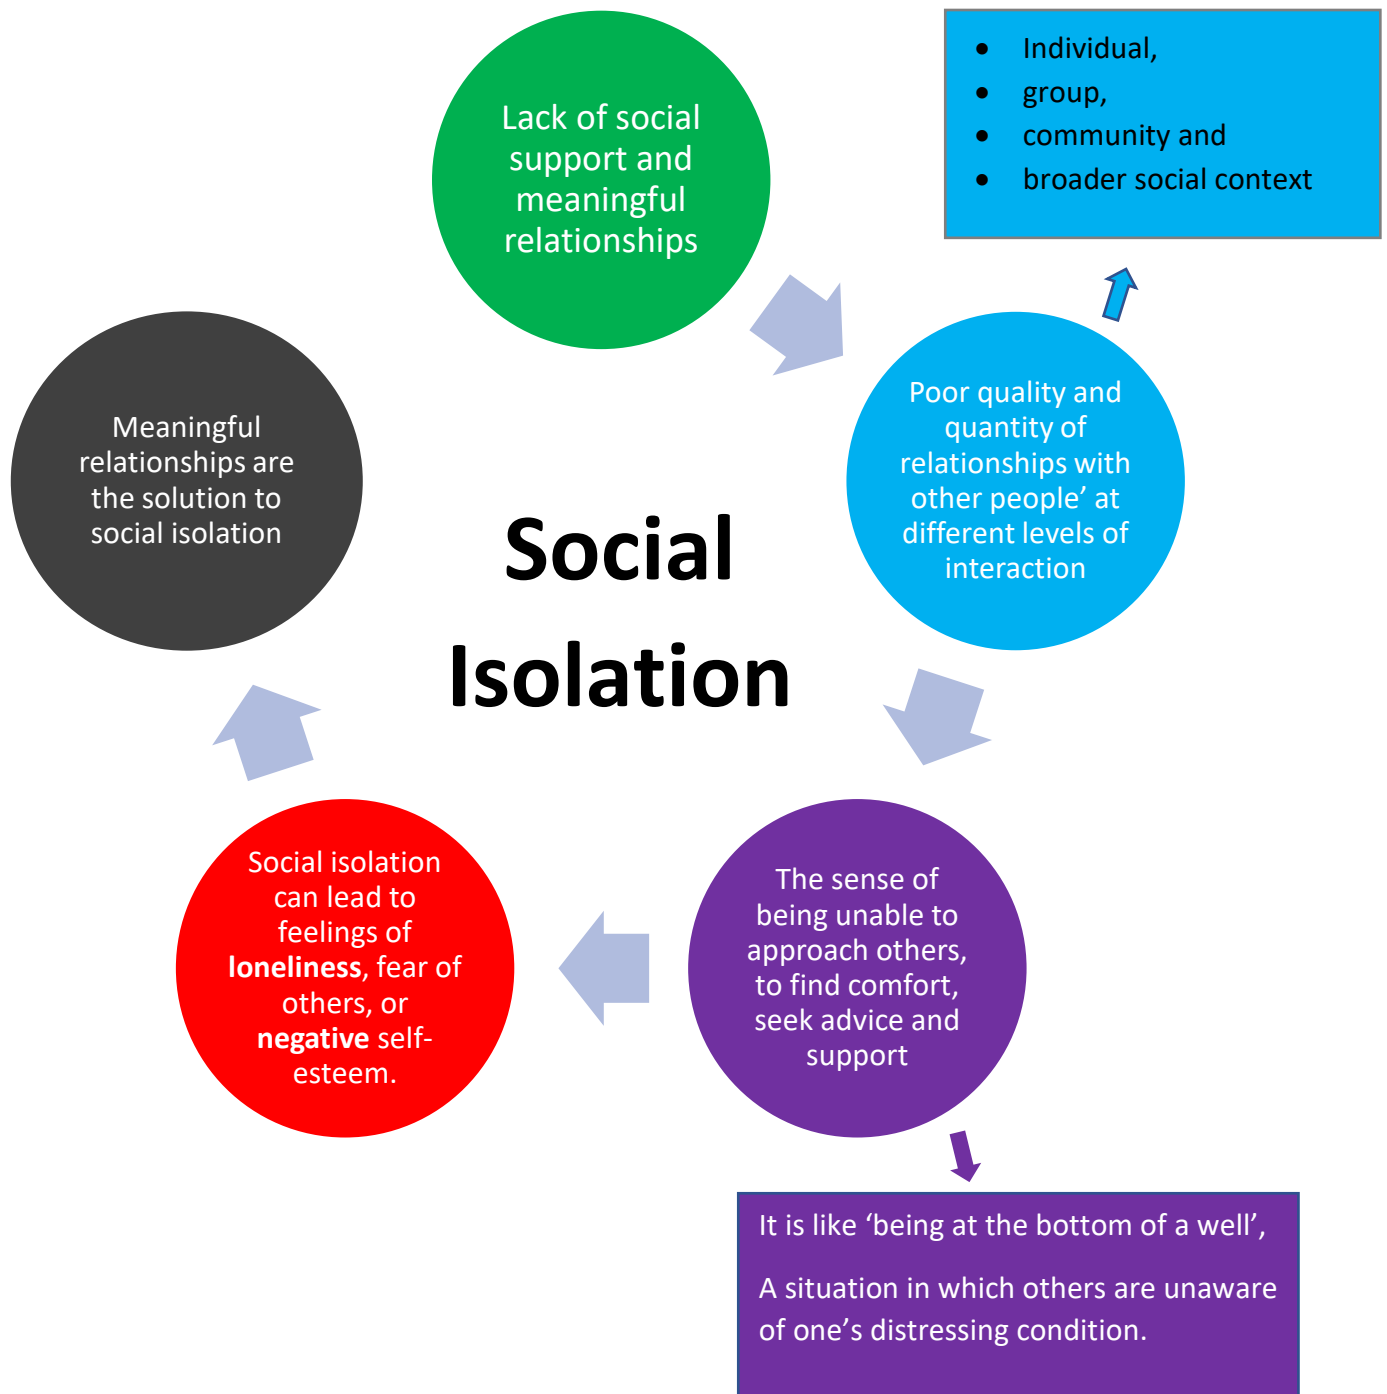 Lack of social
support and
meaningful
relationships
• Individual,
• group,
• community and
• broader social context
Poor quality and
quantity of
relationships with
other people’ at
different levels of
interaction
Meaningful
relationships are
the solution to
social isolation
Social
Isolation
The sense of
being unable to
approach others,
to find comfort,
seek advice and
support
Social isolation
can lead to
feelings of
loneliness, fear of
others, or
negative self-
esteem.
It is like ‘being at the bottom of a well’,
A situation in which others are unaware
of one’s distressing condition.